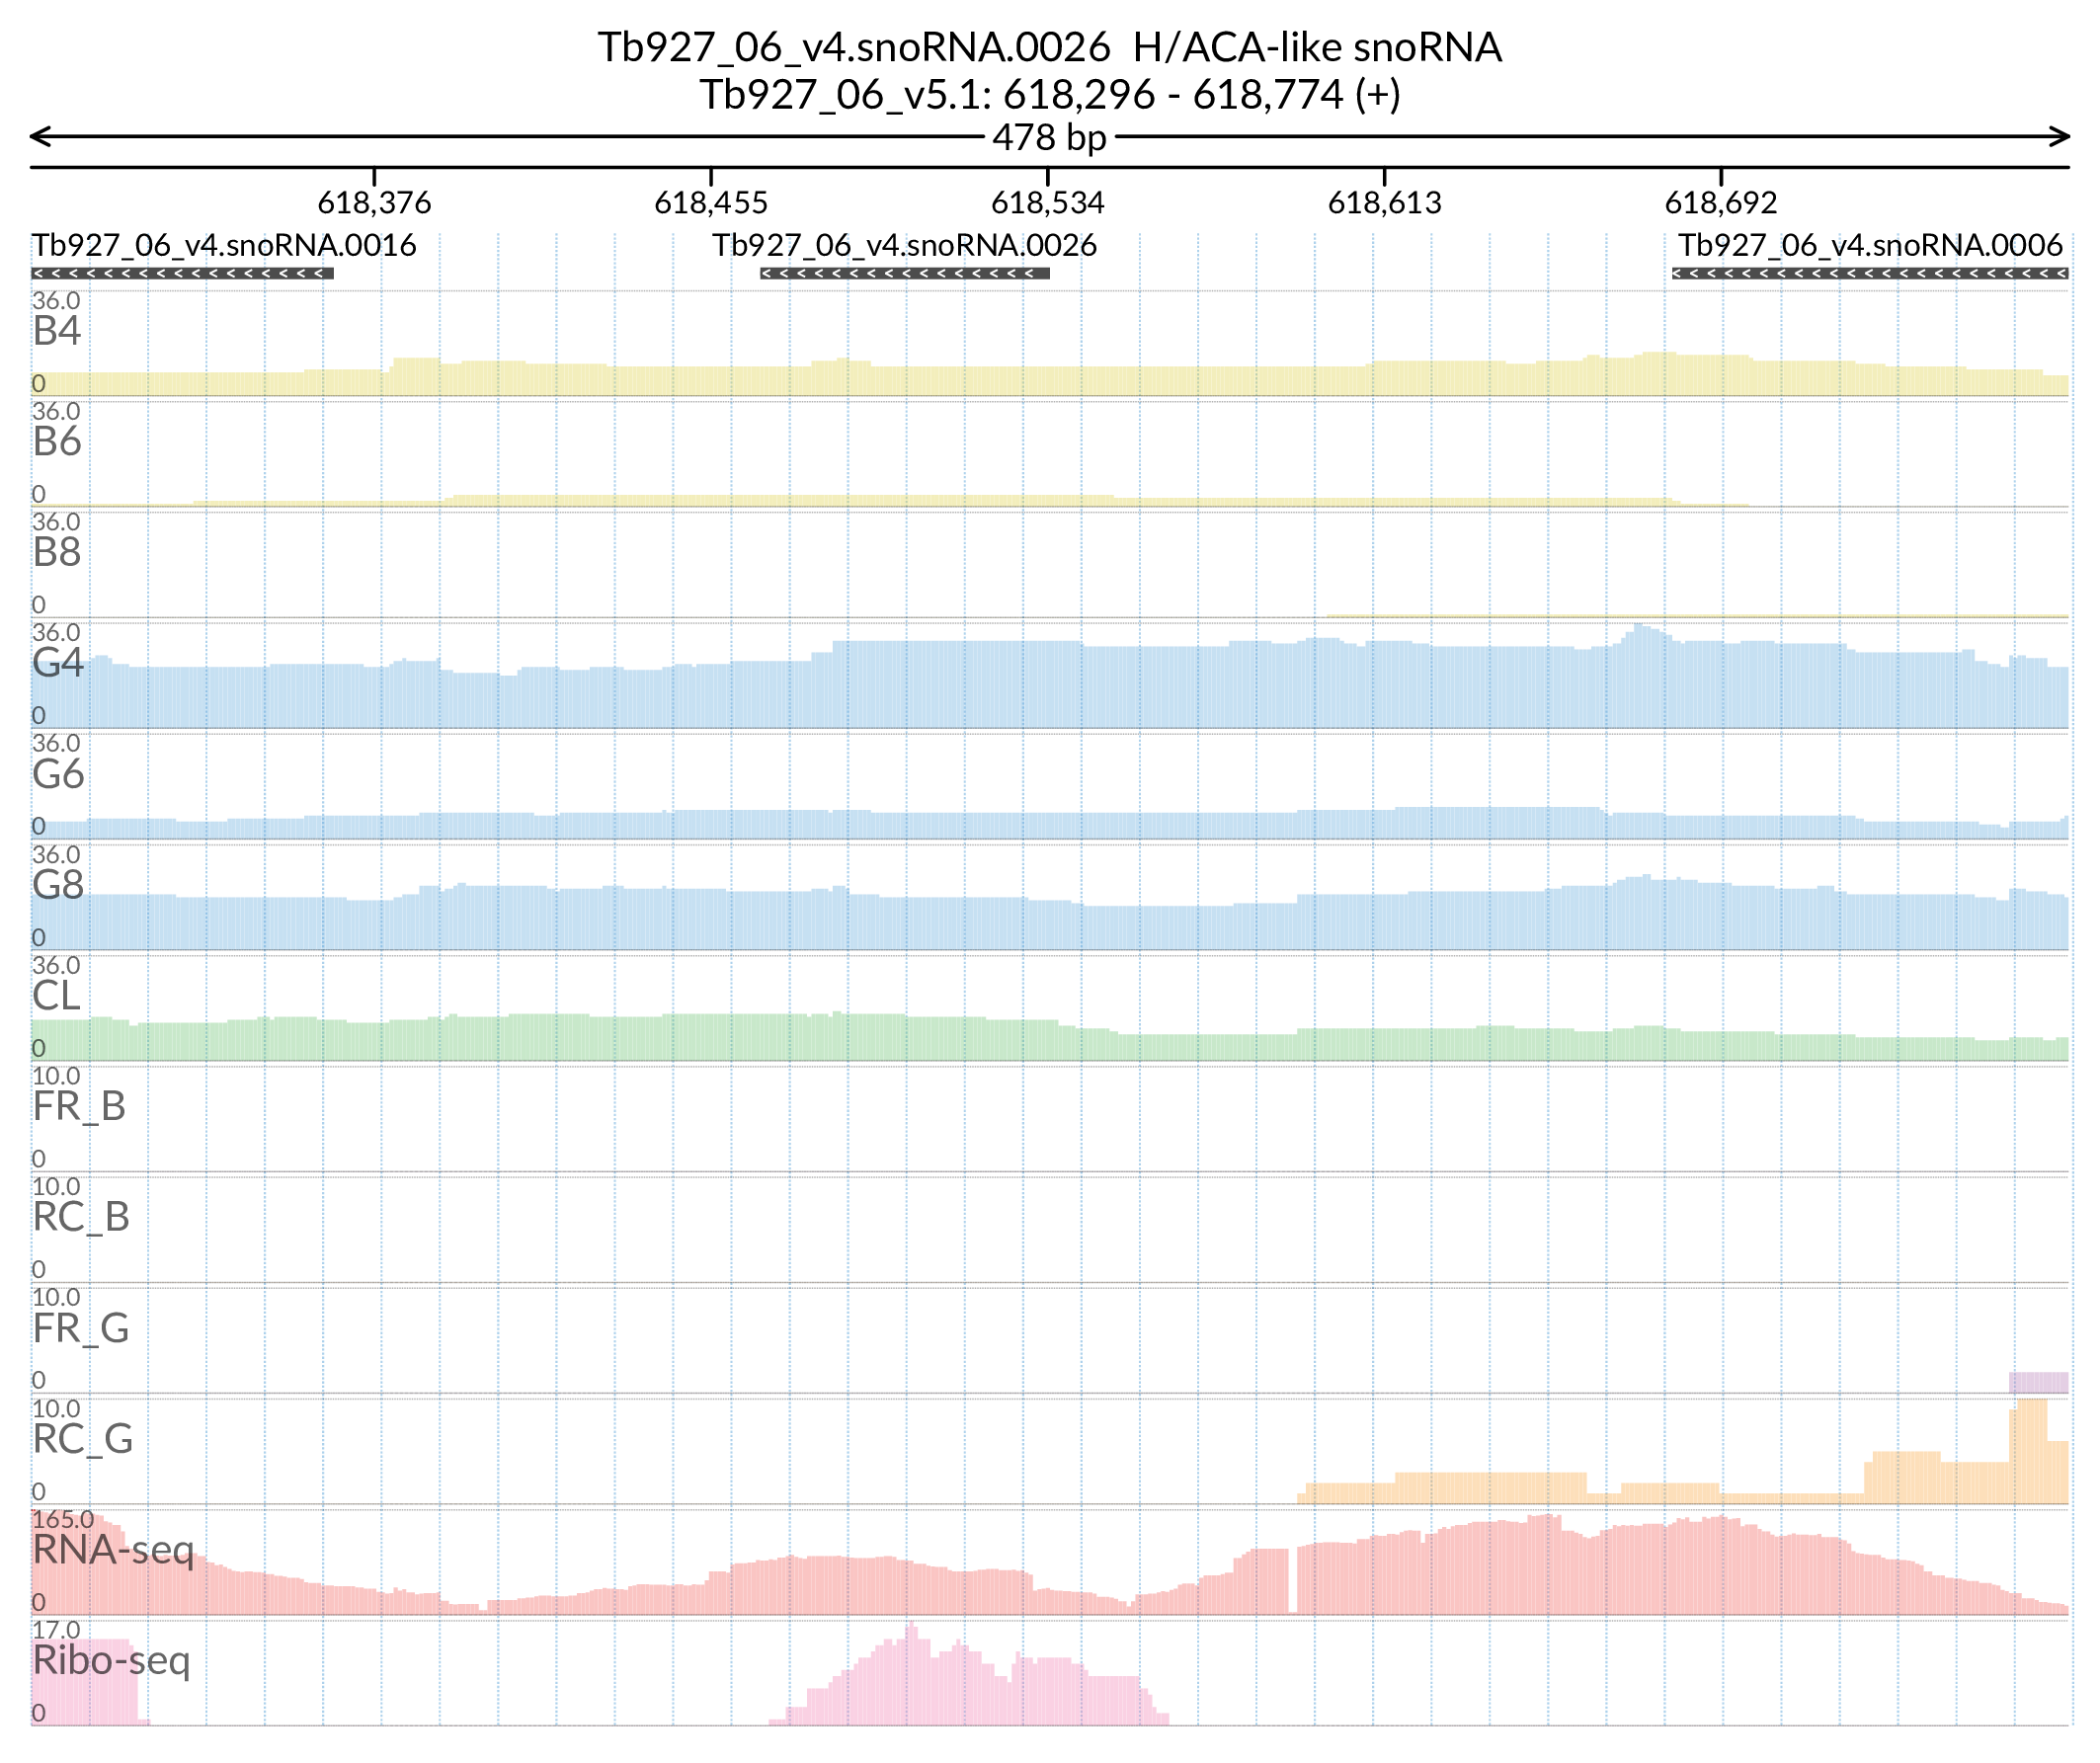 Tb927_06_v4.snoRNA.0026  H/ACA-like snoRNA
Tb927_06_v5.1: 618,296 - 618,774 (+)
478 bp
618,376 618,455 618,534 618,613 618,692
Tb927_06_v4.snoRNA.0016 Tb927_06_v4.snoRNA.0026 Tb927_06_v4.snoRNA.0006
36.0
B4
0
36.0
B6
0
36.0
B8
0
36.0
G4
0
36.0
G6
0
36.0
G8
0
36.0
CL
0
10.0
FR_B
0
10.0
RC_B
0
10.0
FR_G
0
10.0
RC_G
0
165.0
RNA-seq
0
17.0
Ribo-seq
0